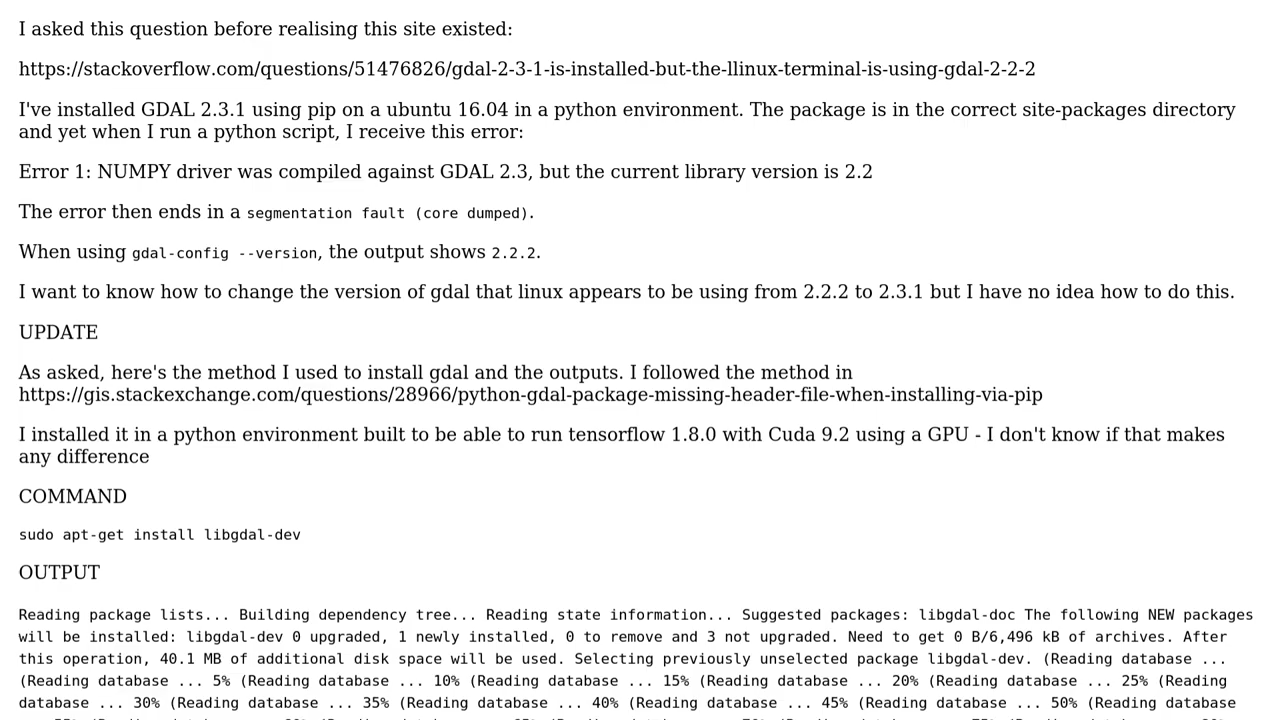 I asked this question before realising this site existed:
https://stackoverflow.com/questions/51476826/gdal-2-3-1-is-installed-but-the-llinux-terminal-is-using-gdal-2-2-2
I've installed GDAL 2.3.1 using pip on a ubuntu 16.04 in a python environment. The package is in the correct site-packages directory
and yet when I run a python script, I receive this error:
Error 1: NUMPY driver was compiled against GDAL 2.3, but the current library version is 2.2
The error then ends in a segmentation fault (core dumped).
When using gdal-config --version, the output shows 2.2.2.
I want to know how to change the version of gdal that linux appears to be using from 2.2.2 to 2.3.1 but I have no idea how to do this.
UPDATE
As asked, here's the method I used to install gdal and the outputs. I followed the method in
https://gis.stackexchange.com/questions/28966/python-gdal-package-missing-header-file-when-installing-via-pip
I installed it in a python environment built to be able to run tensorflow 1.8.0 with Cuda 9.2 using a GPU - I don't know if that makes
any difference
COMMAND
sudo apt-get install libgdal-dev
OUTPUT
Reading package lists... Building dependency tree... Reading state information... Suggested packages: libgdal-doc The following NEW packages
will be installed: libgdal-dev 0 upgraded, 1 newly installed, 0 to remove and 3 not upgraded. Need to get 0 B/6,496 kB of archives. After
this operation, 40.1 MB of additional disk space will be used. Selecting previously unselected package libgdal-dev. (Reading database ...
(Reading database ... 5% (Reading database ... 10% (Reading database ... 15% (Reading database ... 20% (Reading database ... 25% (Reading
database ... 30% (Reading database ... 35% (Reading database ... 40% (Reading database ... 45% (Reading database ... 50% (Reading database